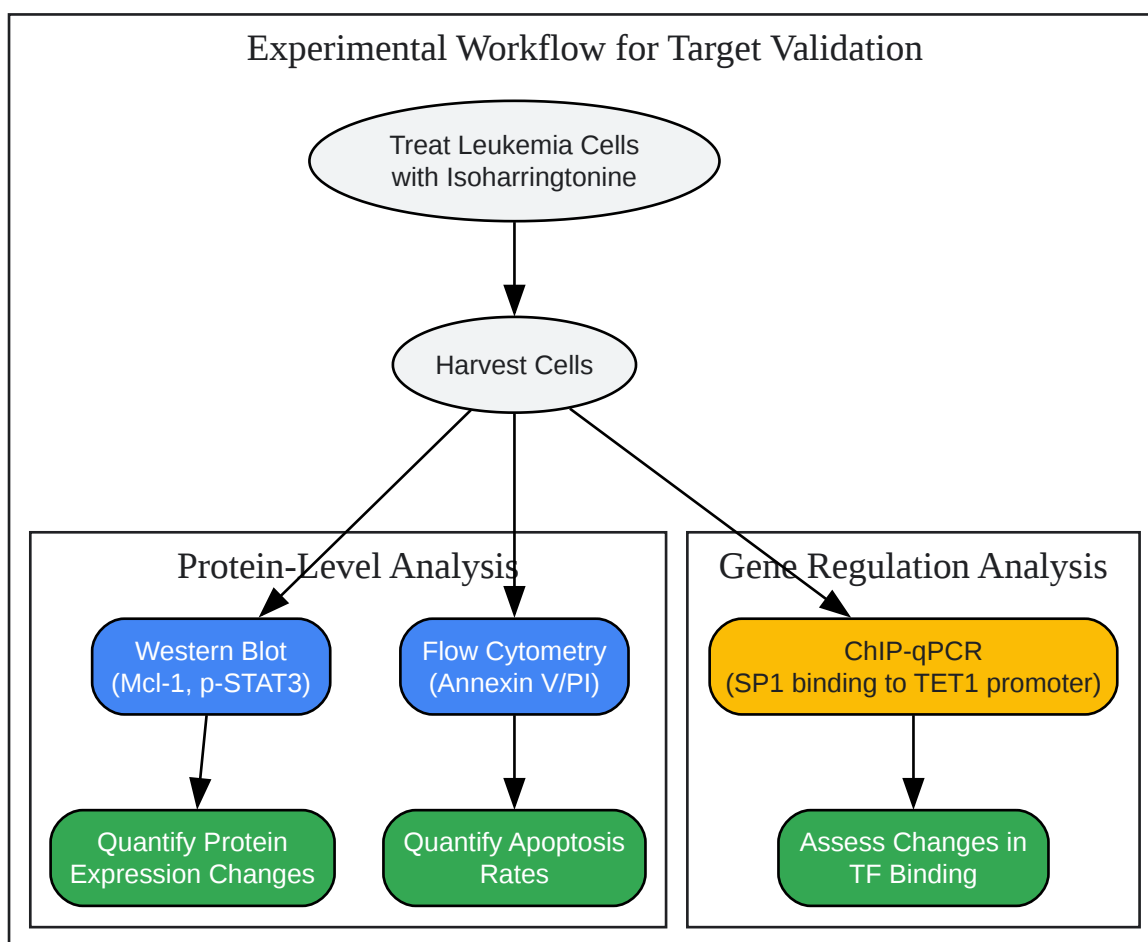 Experimental Workflow for Target Validation
Treat Leukemia Cells
with Isoharringtonine
Harvest Cells
Protein-Level Analysis
Western Blot
(Mcl-1, p-STAT3)
Flow Cytometry
(Annexin V/PI)
Quantify Protein
Expression Changes
Quantify Apoptosis
Rates
Gene Regulation Analysis
ChIP-qPCR
(SP1 binding to TET1 promoter)
Assess Changes in
TF Binding